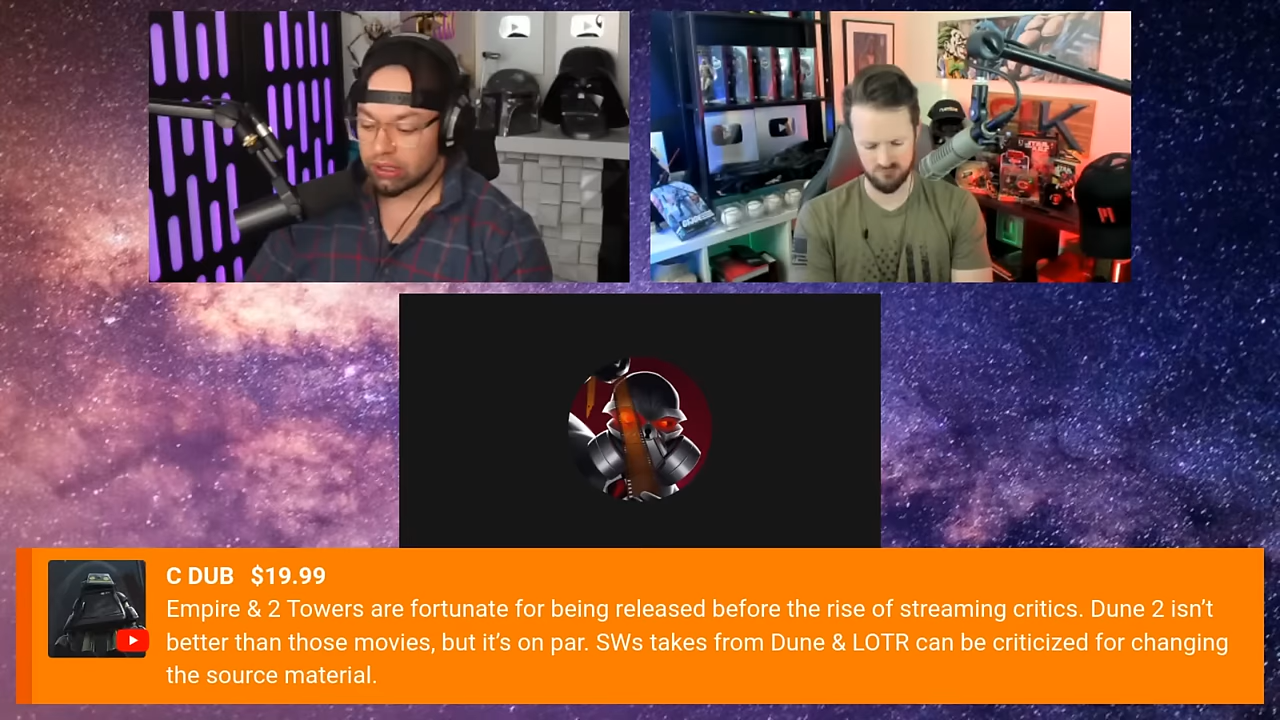 C DUB $19.99
Empire & 2 Towers are fortunate for being released before the rise of streaming critics. Dune 2 isn’t
better than those movies, but it’s on par. SWs takes from Dune & LOTR can be criticized for changing
the source material.